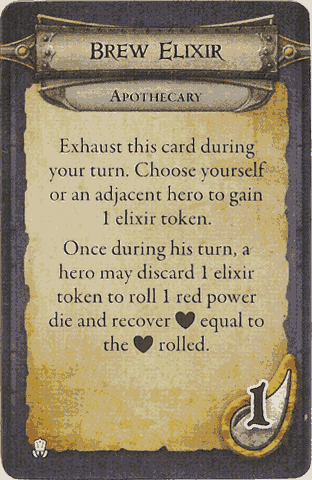 BREW ELIXIR
APOTHECARY
Exhaust this card during
your turn. Choose yourself
or an adjacent hero to gain
1 elixir token.
Once during his turn, a
hero may discard 1 elixir
token to roll 1 red power
die and recover ♥ equal to
the ♥ rolled.
1